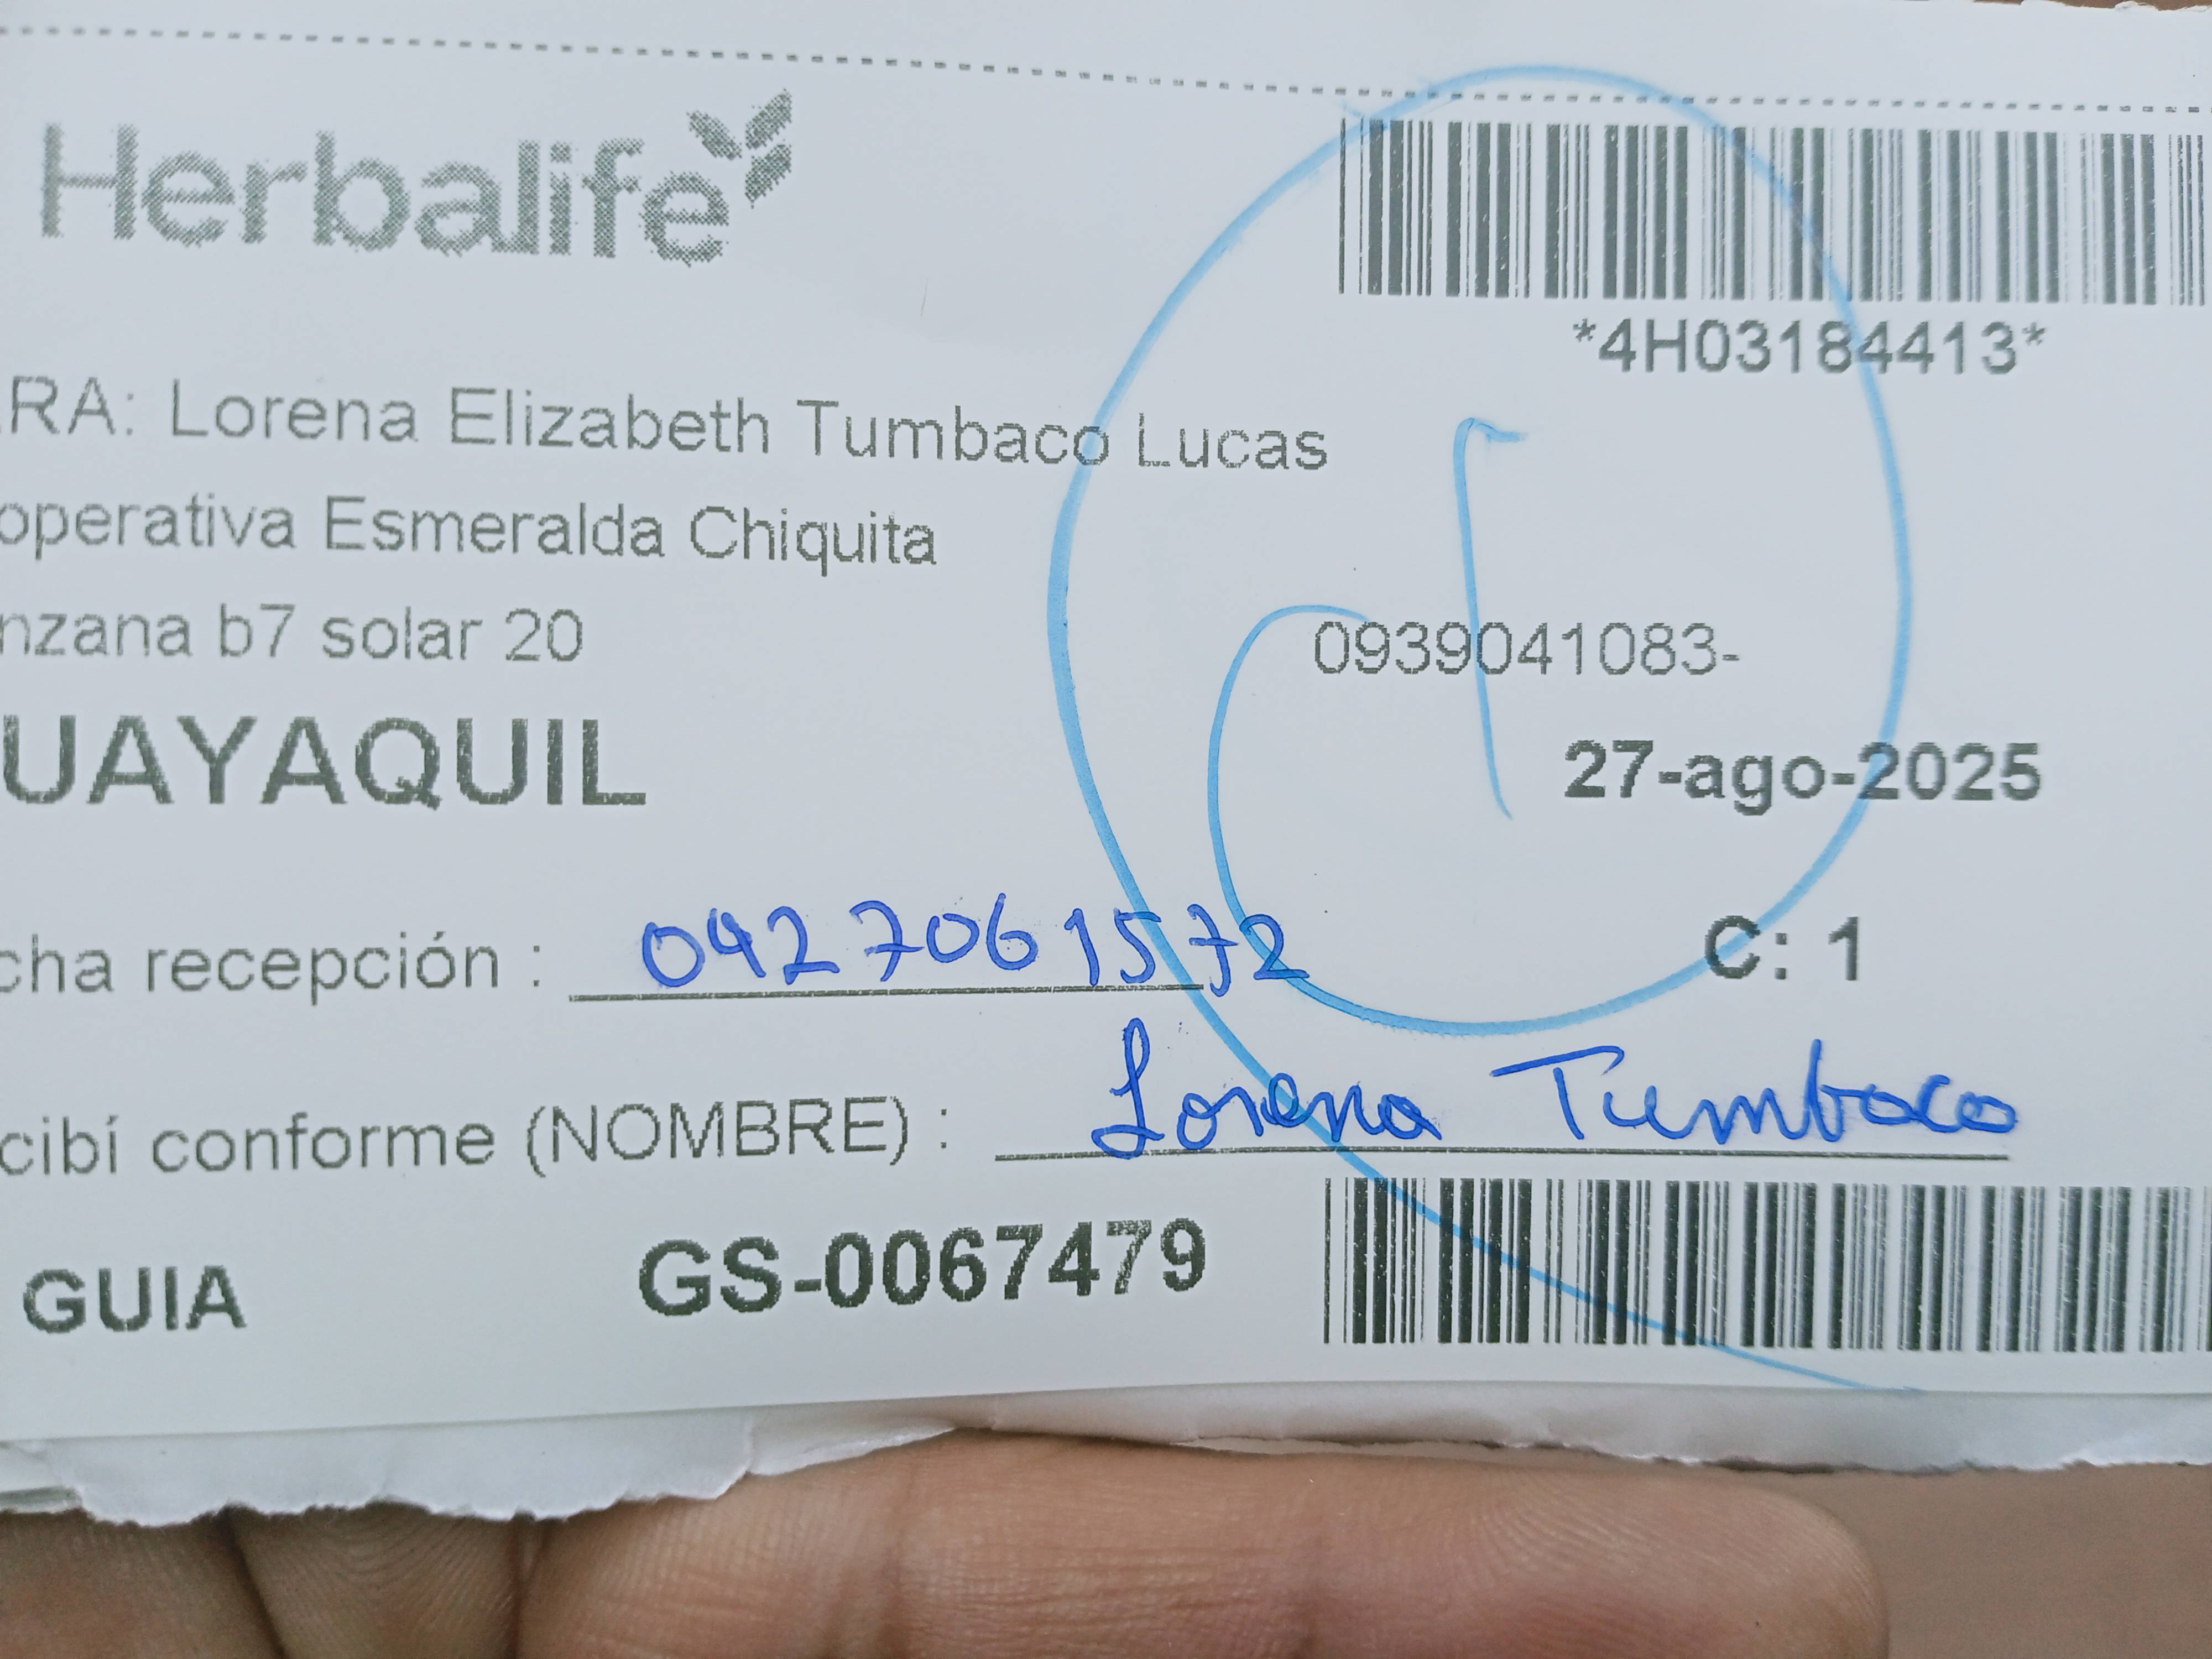 Herbalife
*4H03184413*
RA: Lorena Elizabeth Tumbaco Lucas
operativa Esmeralda Chiquita
nzana b7 solar 20
0939041083-
UAYAQUIL
27-ago-2025
cha recepción : 0927061572
C: 1
cibí conforme (NOMBRE) : Lorena Tumbaco
GUIA GS-0067479